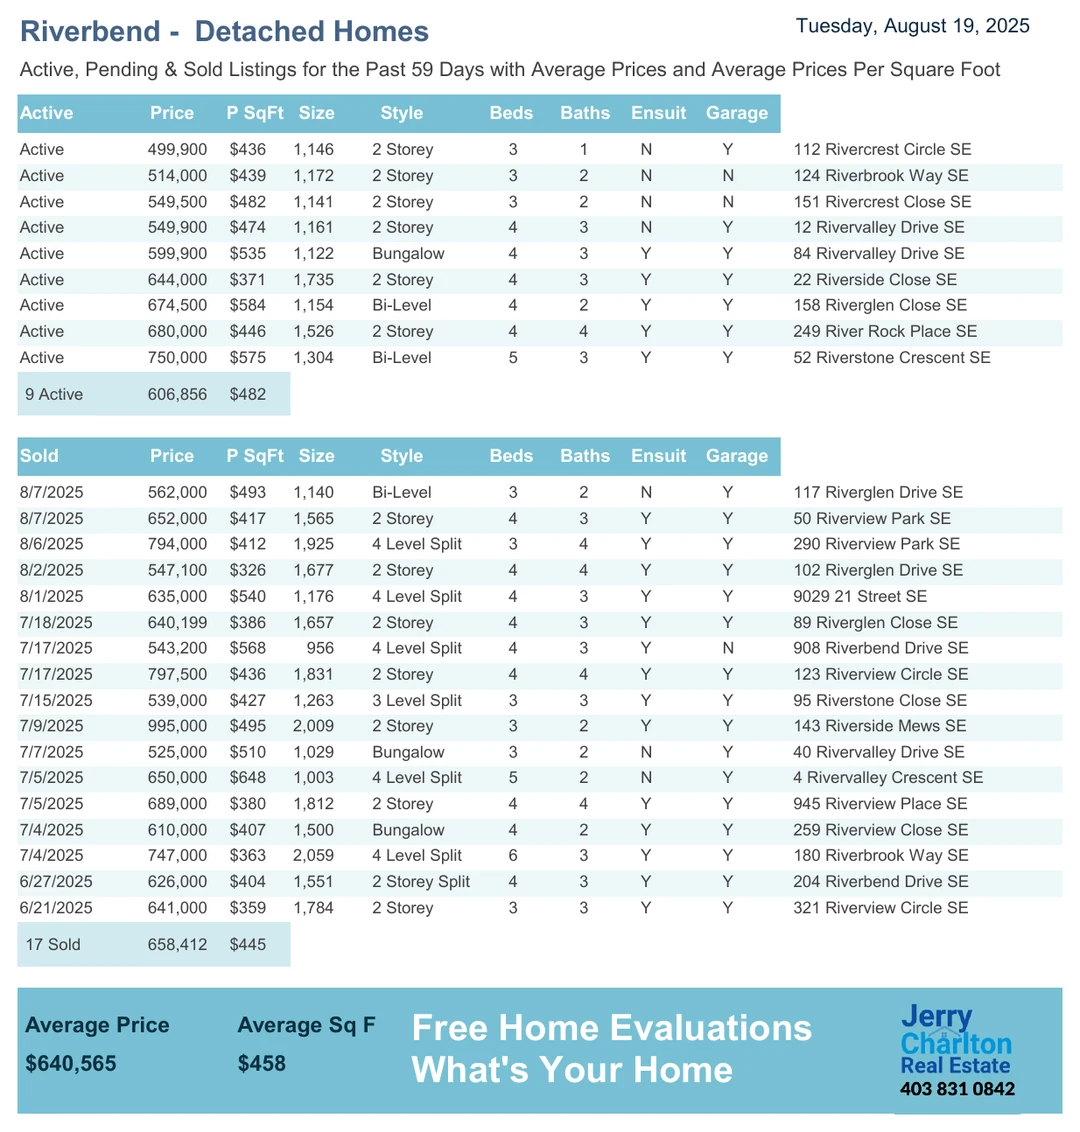 Riverbend -  Detached Homes
Tuesday, August 19, 2025
Active, Pending & Sold Listings for the Past 59 Days with Average Prices and Average Prices Per Square Foot
Active Price P SqFt Size Style Beds Baths Ensuit Garage
Active 499,900 $436 1,146 2 Storey 3 1 N Y 112 Rivercrest Circle SE
Active 514,000 $439 1,172 2 Storey 3 2 N N 124 Riverbrook Way SE
Active 549,500 $482 1,141 2 Storey 3 2 N N 151 Rivercrest Close SE
Active 549,900 $474 1,161 2 Storey 4 3 N Y 12 Rivervalley Drive SE
Active 599,900 $535 1,122 Bungalow 4 3 Y Y 84 Rivervalley Drive SE
Active 644,000 $371 1,735 2 Storey 4 3 Y Y 22 Riverside Close SE
Active 674,500 $584 1,154 Bi-Level 4 2 Y Y 158 Riverglen Close SE
Active 680,000 $446 1,526 2 Storey 4 4 Y Y 249 River Rock Place SE
Active 750,000 $575 1,304 Bi-Level 5 3 Y Y 52 Riverstone Crescent SE
9 Active 606,856 $482
Sold Price P SqFt Size Style Beds Baths Ensuit Garage
8/7/2025 562,000 $493 1,140 Bi-Level 3 2 N Y 117 Riverglen Drive SE
8/7/2025 652,000 $417 1,565 2 Storey 4 3 Y Y 50 Riverview Park SE
8/6/2025 794,000 $412 1,925 4 Level Split 3 4 Y Y 290 Riverview Park SE
8/2/2025 547,100 $326 1,677 2 Storey 4 4 Y Y 102 Riverglen Drive SE
8/1/2025 635,000 $540 1,176 4 Level Split 4 3 Y Y 9029 21 Street SE
7/18/2025 640,199 $386 1,657 2 Storey 4 3 Y Y 89 Riverglen Close SE
7/17/2025 543,200 $568 956 4 Level Split 4 3 Y N 908 Riverbend Drive SE
7/17/2025 797,500 $436 1,831 2 Storey 4 4 Y Y 123 Riverview Circle SE
7/15/2025 539,000 $427 1,263 3 Level Split 3 3 Y Y 95 Riverstone Close SE
7/9/2025 995,000 $495 2,009 2 Storey 3 2 Y Y 143 Riverside Mews SE
7/7/2025 525,000 $510 1,029 Bungalow 3 2 N Y 40 Rivervalley Drive SE
7/5/2025 650,000 $648 1,003 4 Level Split 5 2 N Y 4 Rivervalley Crescent SE
7/5/2025 689,000 $380 1,812 2 Storey 4 4 Y Y 945 Riverview Place SE
7/4/2025 610,000 $407 1,500 Bungalow 4 2 Y Y 259 Riverview Close SE
7/4/2025 747,000 $363 2,059 4 Level Split 6 3 Y Y 180 Riverbrook Way SE
6/27/2025 626,000 $404 1,551 2 Storey Split 4 3 Y Y 204 Riverbend Drive SE
6/21/2025 641,000 $359 1,784 2 Storey 3 3 Y Y 321 Riverview Circle SE
17 Sold 658,412 $445
Average Price Average Sq F
$640,565 $458
Free Home Evaluations
What's Your Home
Jerry
Charlton
Real Estate
403 831 0842